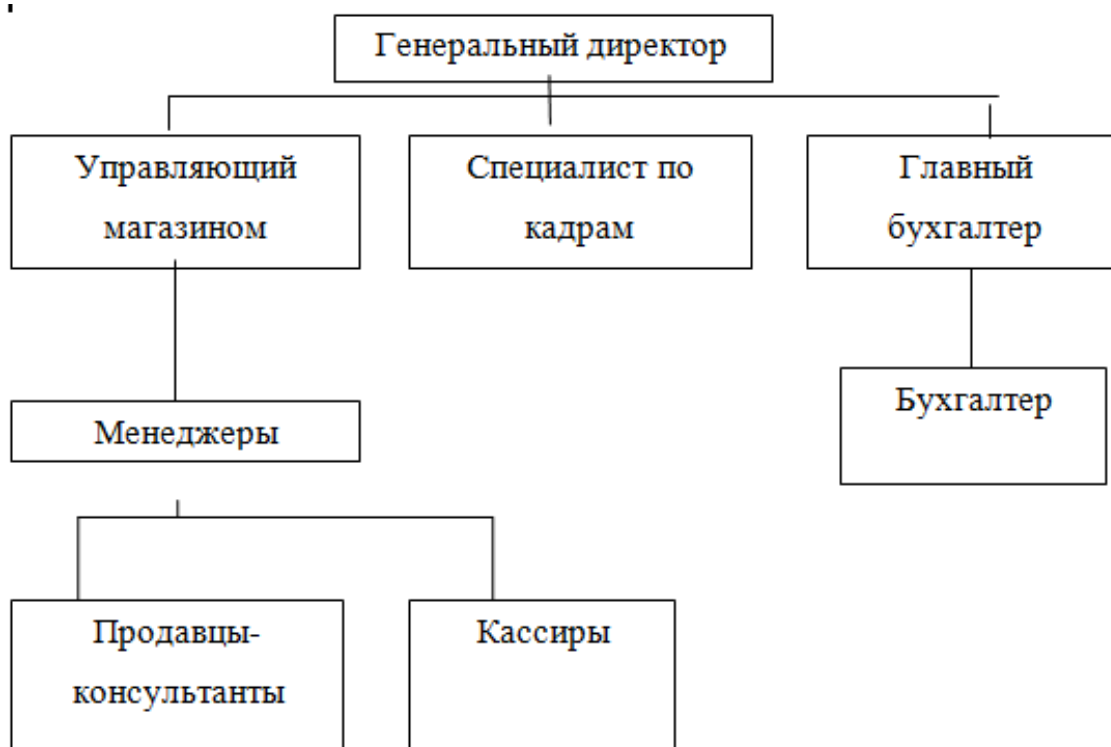 Генеральный директор
Управляющий
магазином
Специалист по
кадрам
Главный
бухгалтер
Менеджеры
Бухгалтер
Продавцы-
консультанты
Кассиры